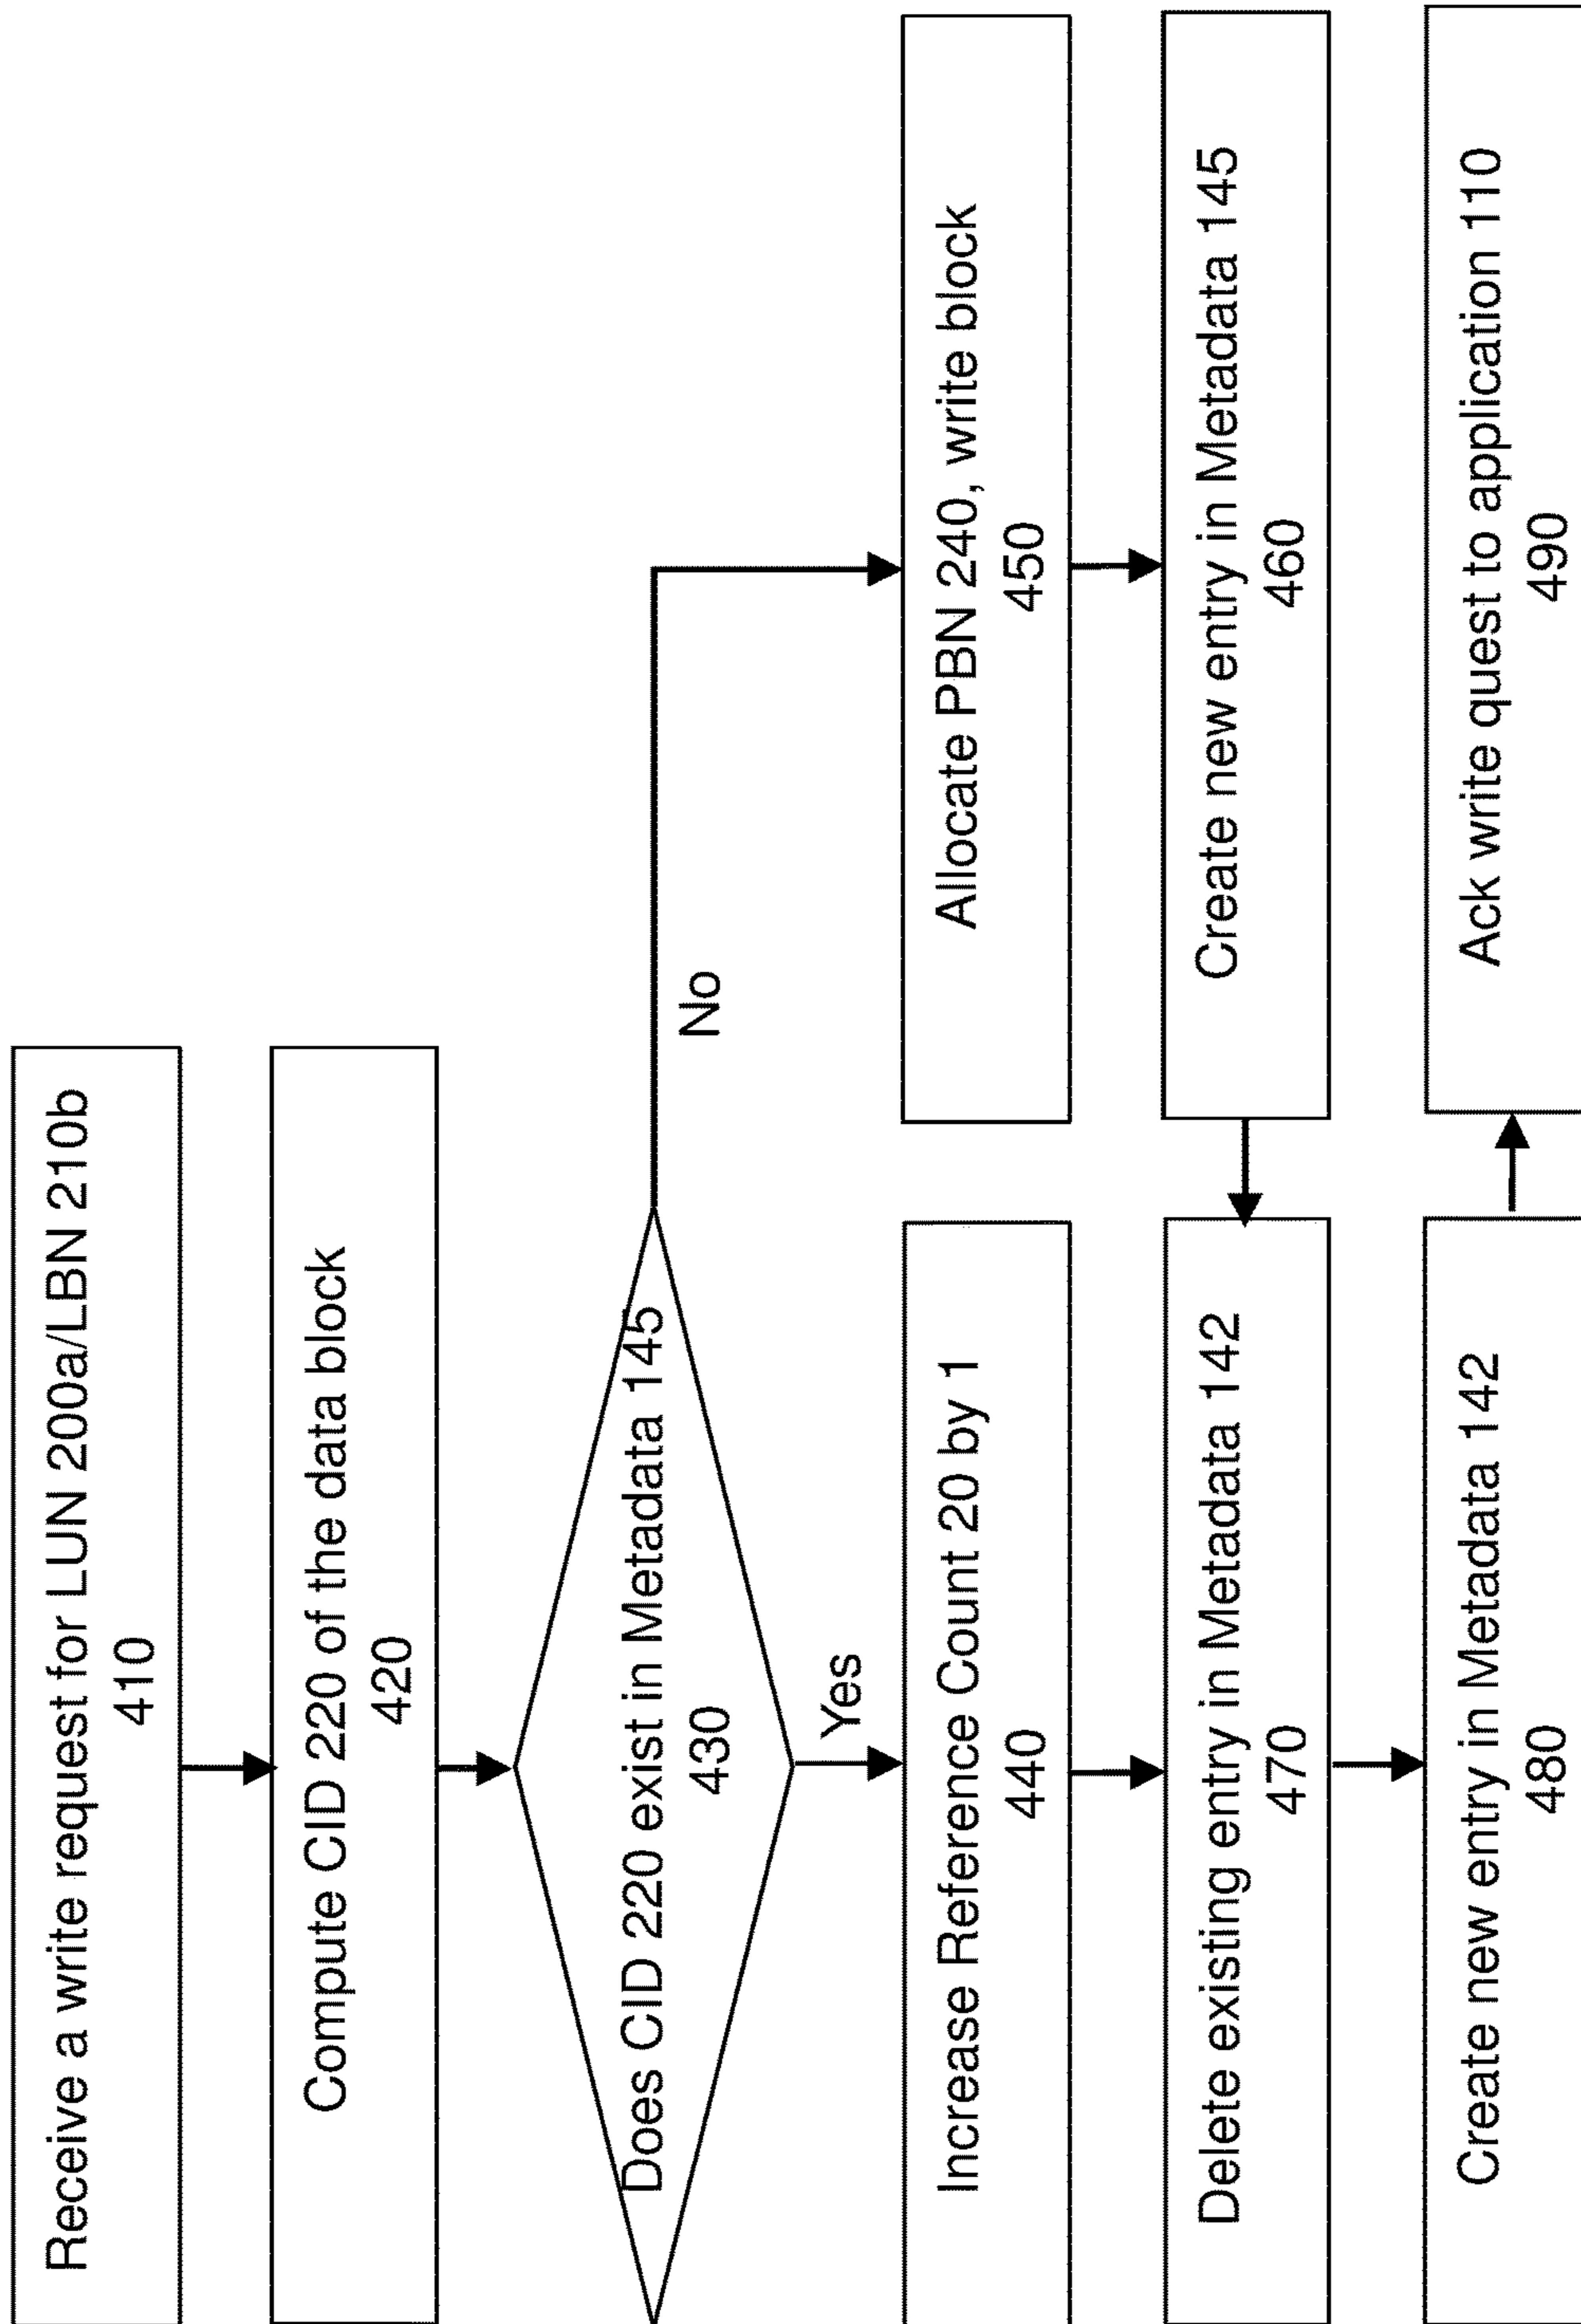 Receive a write request for LUN 200a/LBN 210b
410
Compute CID 220 of the data block
420
Does CID 220 exist in Metadata 145
430
No
Yes
Increase Reference Count 20 by 1
440
Allocate PBN 240, write block
450
Delete existing entry in Metadata 142
470
Create new entry in Metadata 145
460
Create new entry in Metadata 142
480
Ack write quest to application 110
490